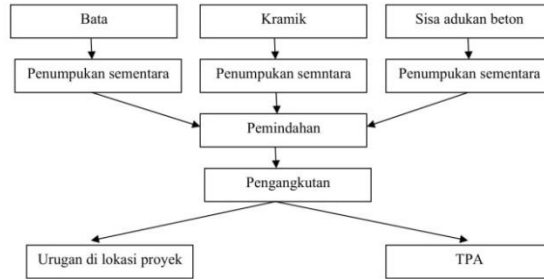 Bata
Kramik
Sisa adukan beton
Penumpukan sementara
Penumpukan semntara
Penumpukan sementara
Pemindahan
Pengangkutan
Urugan di lokasi proyek
TPA